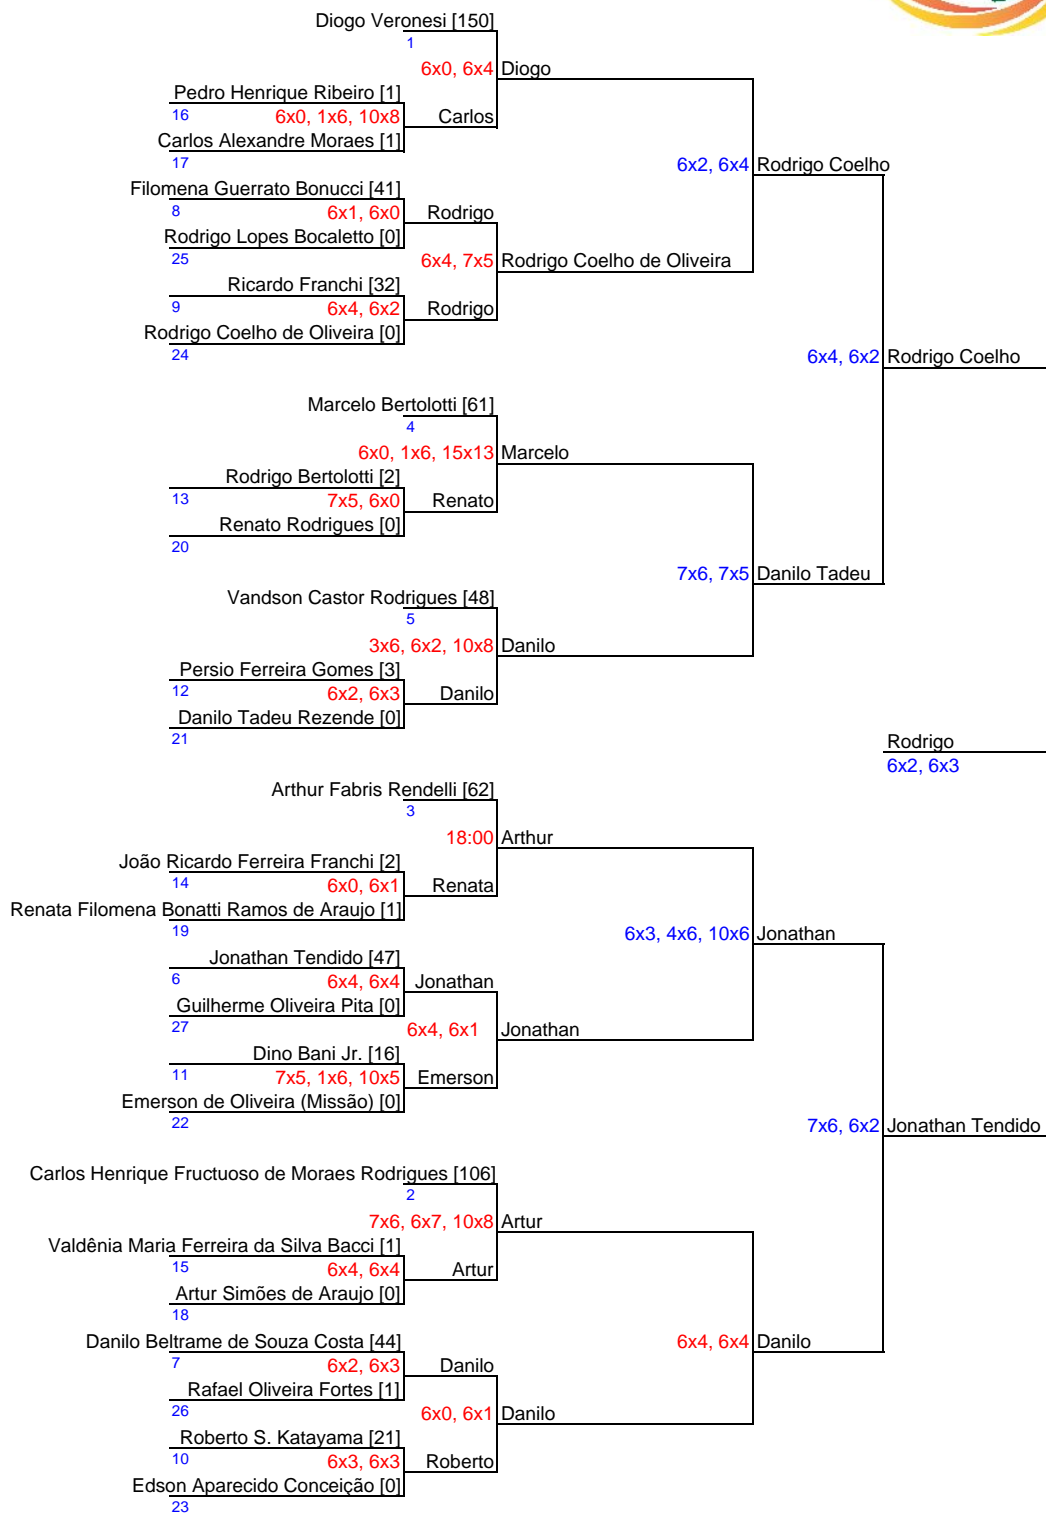 Diogo Veronesi [150]
1
6x0, 6x4 Diogo
Pedro Henrique Ribeiro [1]
16 6x0, 1x6, 10x8 Carlos
Carlos Alexandre Moraes [1]
17
6x2, 6x4 Rodrigo Coelho
Filomena Guerrato Bonucci [41]
8 6x1, 6x0 Rodrigo
Rodrigo Lopes Bocaletto [0]
25 6x4, 7x5 Rodrigo Coelho de Oliveira
Ricardo Franchi [32]
9 6x4, 6x2 Rodrigo
Rodrigo Coelho de Oliveira [0]
24
6x4, 6x2 Rodrigo Coelho
Marcelo Bertolotti [61]
4
6x0, 1x6, 15x13 Marcelo
Rodrigo Bertolotti [2]
13 7x5, 6x0 Renato
Renato Rodrigues [0]
20
7x6, 7x5 Danilo Tadeu
Vandson Castor Rodrigues [48]
5
3x6, 6x2, 10x8 Danilo
Persio Ferreira Gomes [3]
12 6x2, 6x3 Danilo
Danilo Tadeu Rezende [0]
21
Rodrigo
6x2, 6x3
Arthur Fabris Rendelli [62]
3
18:00 Arthur
João Ricardo Ferreira Franchi [2]
14 6x0, 6x1 Renata
Renata Filomena Bonatti Ramos de Araujo [1]
19
6x3, 4x6, 10x6 Jonathan
Jonathan Tendido [47]
6 6x4, 6x4 Jonathan
Guilherme Oliveira Pita [0]
27 6x4, 6x1 Jonathan
Dino Bani Jr. [16]
11 7x5, 1x6, 10x5 Emerson
Emerson de Oliveira (Missão) [0]
22
7x6, 6x2 Jonathan Tendido
Carlos Henrique Fructuoso de Moraes Rodrigues [106]
2
7x6, 6x7, 10x8 Artur
Valdênia Maria Ferreira da Silva Bacci [1]
15 6x4, 6x4 Artur
Artur Simões de Araujo [0]
18
Danilo Beltrame de Souza Costa [44]
6x4, 6x4 Danilo
7 6x2, 6x3 Danilo
Rafael Oliveira Fortes [1]
26 6x0, 6x1 Danilo
Roberto S. Katayama [21]
10 6x3, 6x3 Roberto
Edson Aparecido Conceição [0]
23